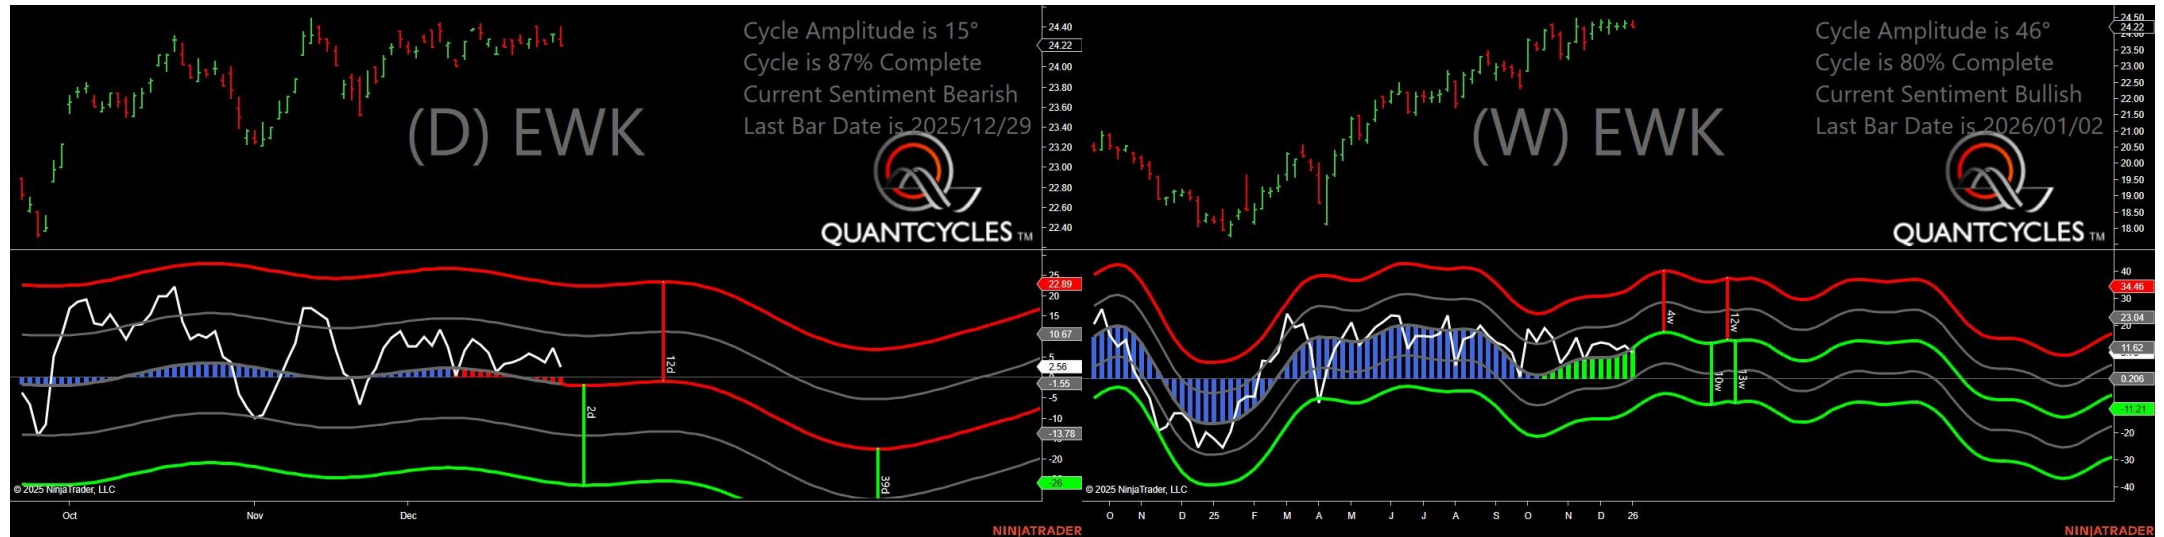 Cycle Amplitude is 15°
Cycle is 87% Complete
Current Sentiment Bearish
Last Bar Date is 2025/12/29
(D) EWK
QUANTCYCLES TM
24.40
24.22
24.00
23.80
23.60
23.40
23.20
23.00
22.80
22.60
22.40
25
22.89
20
15
10.67
5
2.56
-1.55
-5
-10
-13.78
-20
-26
12d
2d
39d
© 2025 NinjaTrader, LLC
Oct Nov Dec
NINJATRADER
Cycle Amplitude is 46°
Cycle is 80% Complete
Current Sentiment Bullish
Last Bar Date is 2026/01/02
(W) EWK
QUANTCYCLES TM
24.50
24.22
24.00
23.50
23.00
22.50
22.00
21.50
21.00
20.50
20.00
19.50
19.00
18.50
18.00
40
34.46
30
23.04
20
11.62
0.206
-11.21
-20
-30
-40
4w
12w
10w
13w
© 2025 NinjaTrader, LLC
O N D 25 F M A M J J A S O N D 26
NINJATRADER